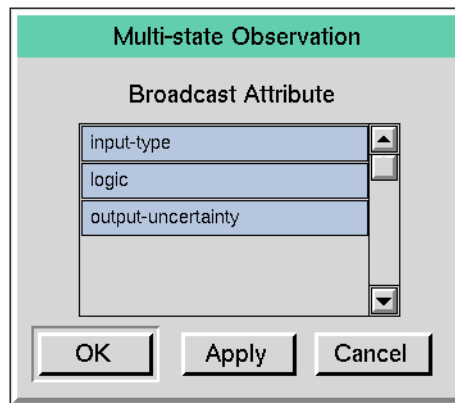 Multi-state Observation
Broadcast Attribute
input-type
logic
output-uncertainty
OK Apply Cancel